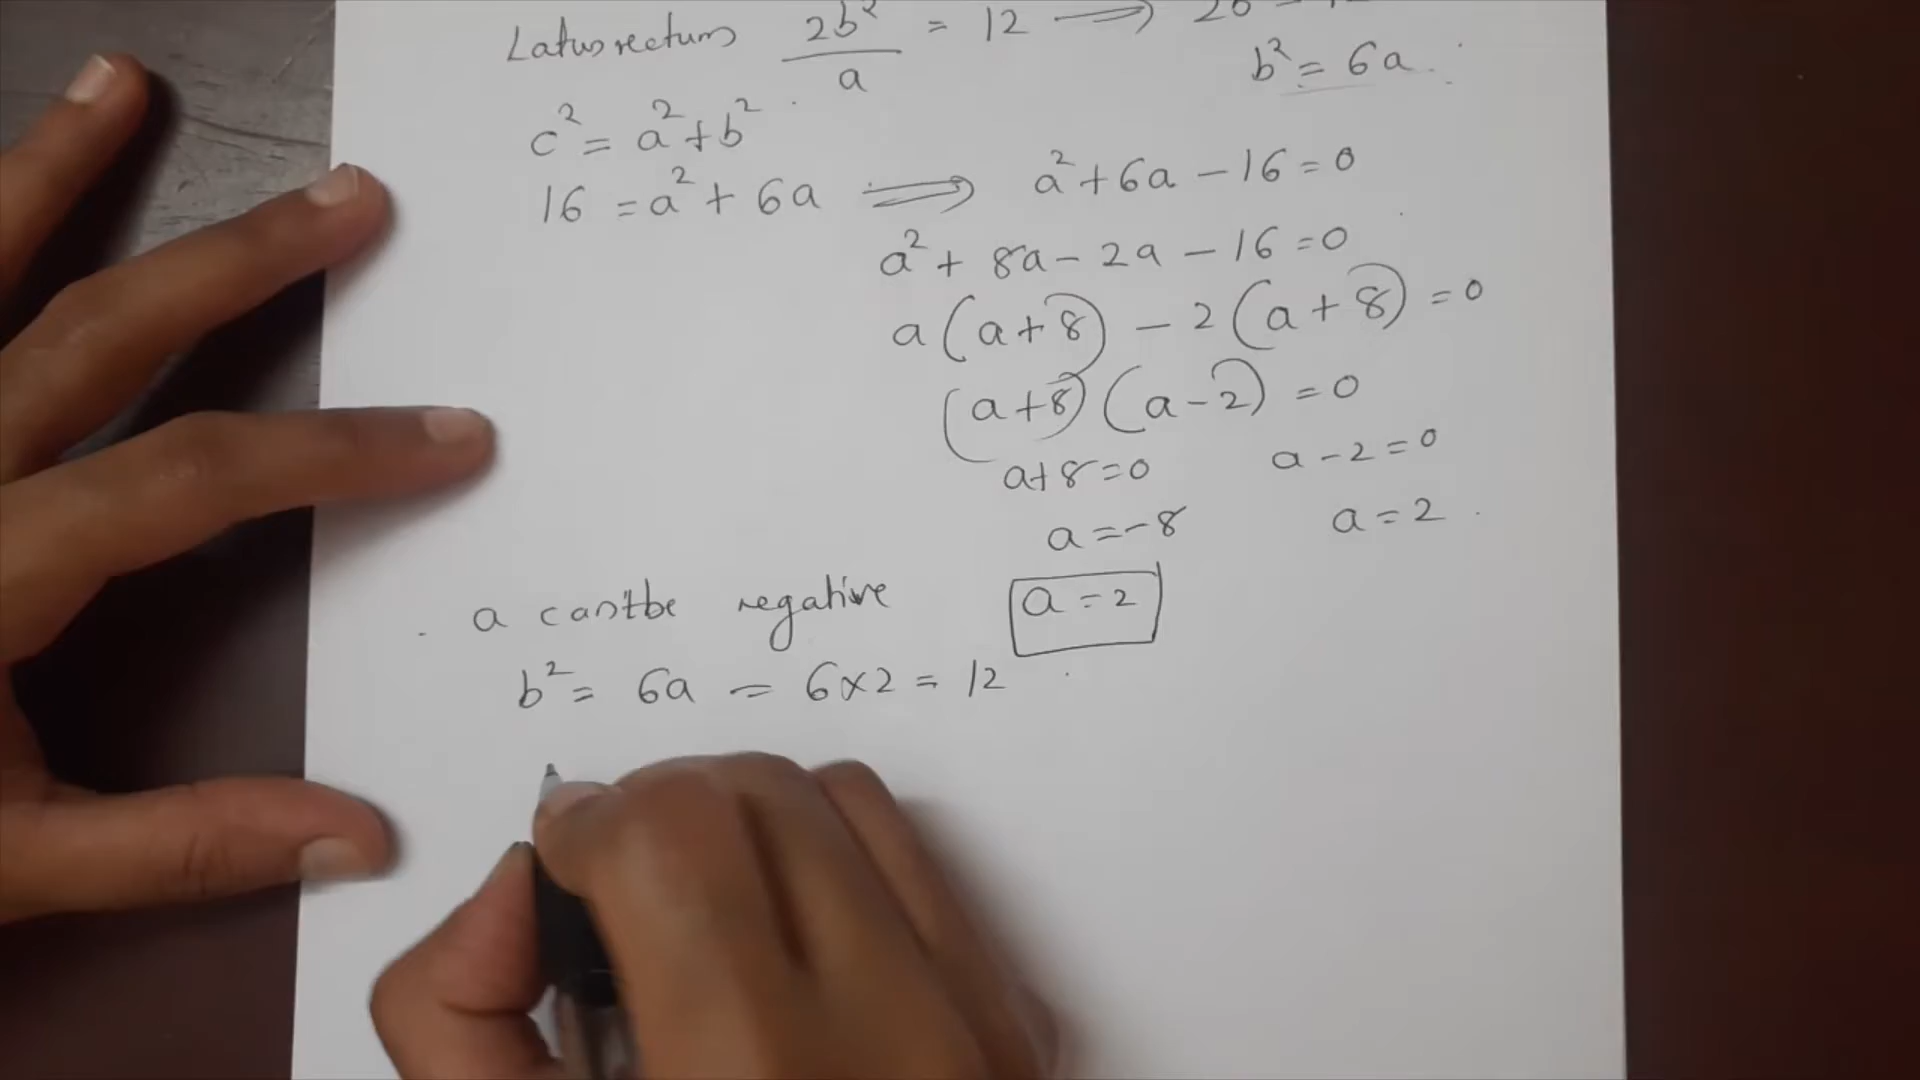 Latusrectum 2b²/a = 12 ⟹
b² = 6a
c² = a² + b²
16 = a² + 6a ⟹ a² + 6a - 16 = 0
a² + 8a - 2a - 16 = 0
a(a+8) - 2(a+8) = 0
(a+8)(a-2) = 0
a+8=0 a-2=0
a=-8 a=2
a can'tbe negative a=2
b² = 6a = 6×2 = 12